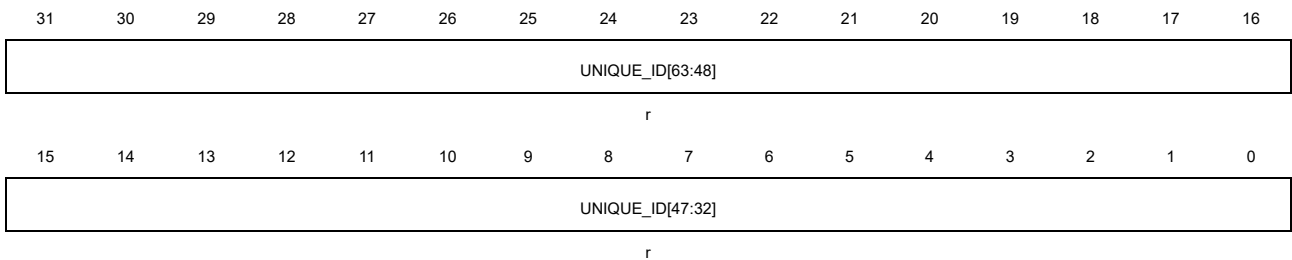 31 30 29 28 27 26 25 24 23 22 21 20 19 18 17 16
UNIQUE_ID[63:48]
r
15 14 13 12 11 10 9 8 7 6 5 4 3 2 1 0
UNIQUE_ID[47:32]
r